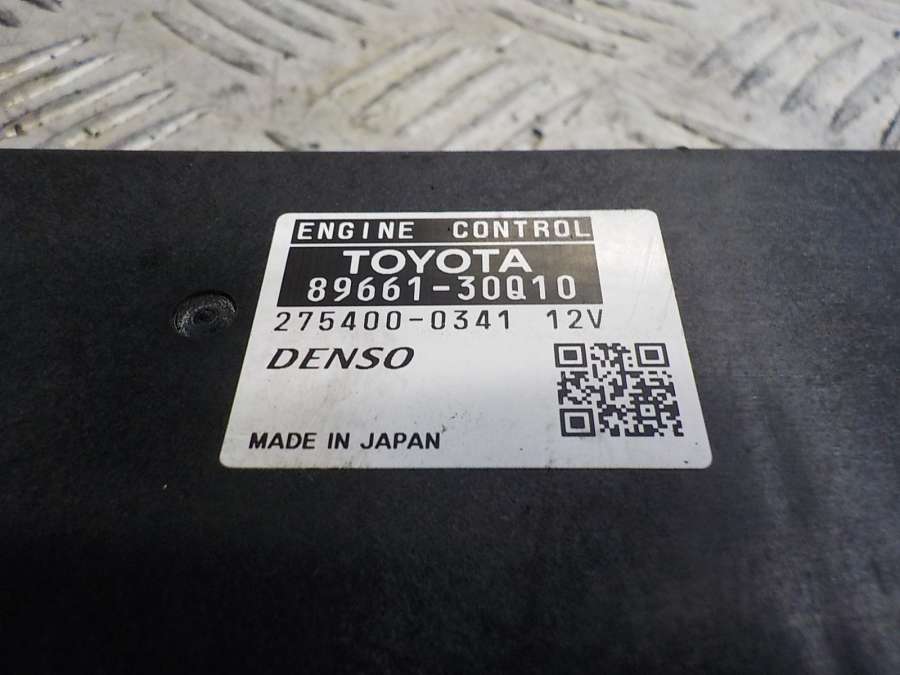 ENGINE CONTROL
TOYOTA
89661-30Q10
275400-0341 12V
DENSO
MADE IN JAPAN